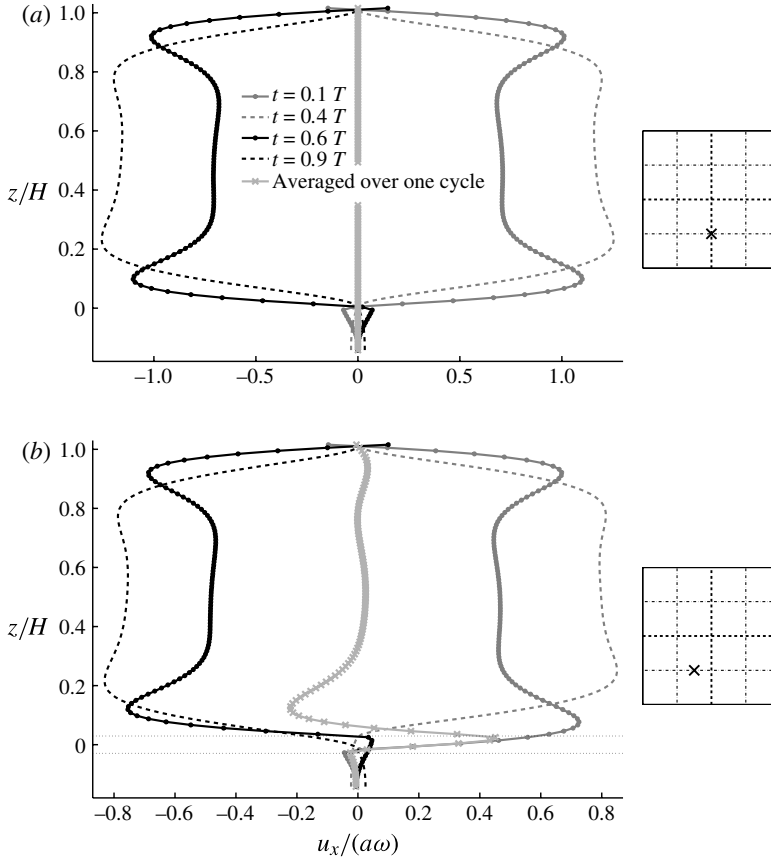 (a)
1.0
0.8
0.6
0.4
0.2
0
z/H
t = 0.1 T
t = 0.4 T
t = 0.6 T
t = 0.9 T
Averaged over one cycle
–1.0 –0.5 0 0.5 1.0
(b)
1.0
0.8
0.6
0.4
0.2
0
z/H
–0.8 –0.6 –0.4 –0.2 0 0.2 0.4 0.6 0.8
u_x/(aω)